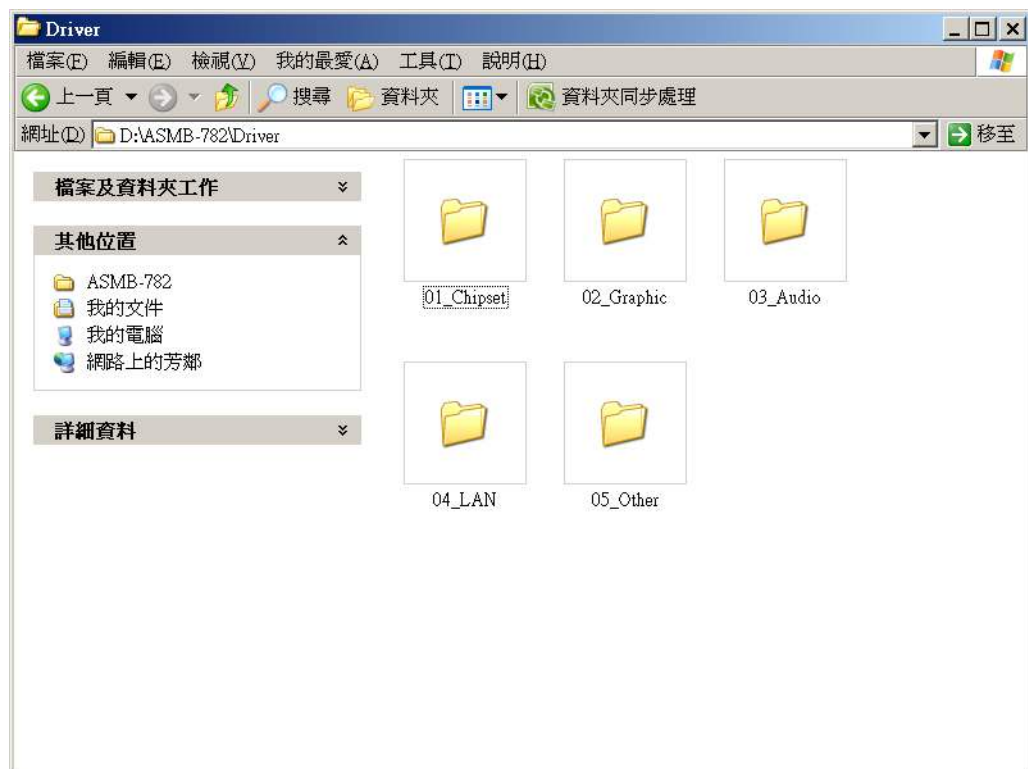 Driver
檔案(F) 編輯(E) 檢視(V) 我的最愛(A) 工具(T) 說明(H)
上一頁 搜尋 資料夾 資料夾同步處理
網址(D) D:\ASMB-782\Driver 移至
檔案及資料夾工作
其他位置
ASMB-782
我的文件
我的電腦
網路上的芳鄰
詳細資料
01_Chipset 02_Graphic 03_Audio
04_LAN 05_Other